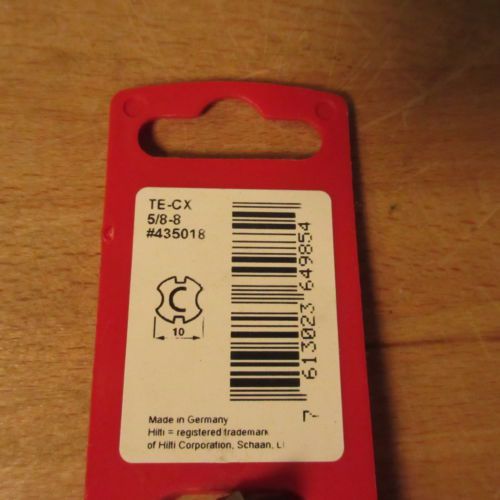 TE-CX
5/8-8
#435018
C
10
7 613023 649854
Made in Germany
Hilti = registered trademark
of Hilti Corporation, Schaan, LI